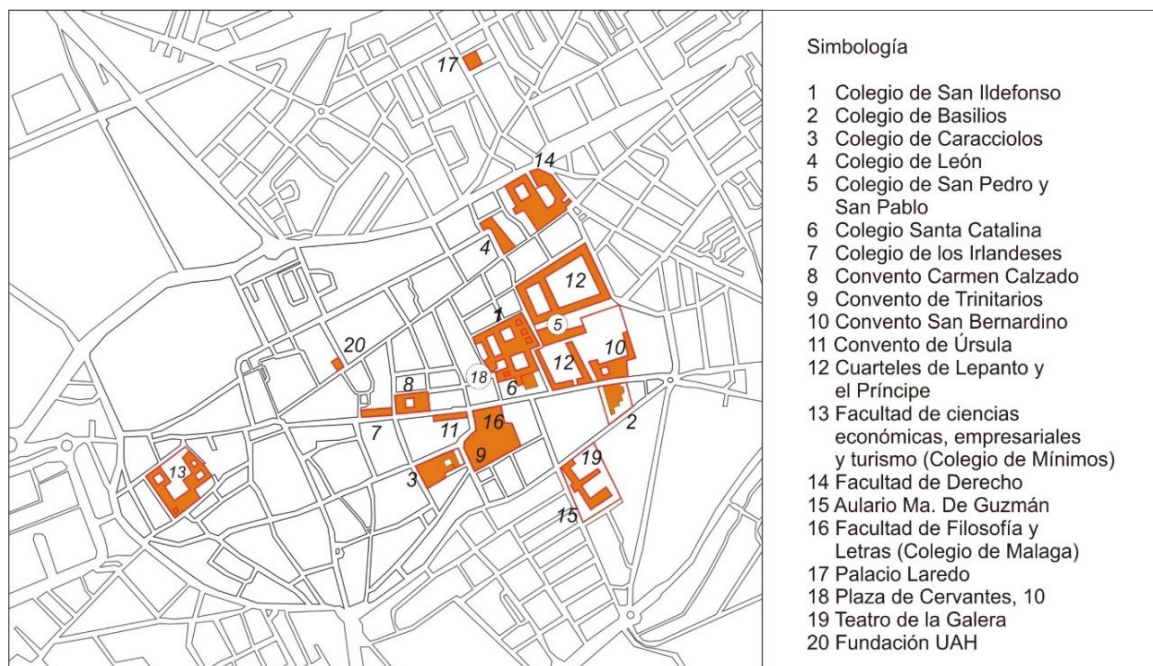 17
14
4
12
1
5
20
12
10
18
6
8
2
7
11
16
13
3
9
19
15
Simbología
1 Colegio de San Ildefonso
2 Colegio de Basilios
3 Colegio de Caracciolos
4 Colegio de León
5 Colegio de San Pedro y
San Pablo
6 Colegio Santa Catalina
7 Colegio de los Irlandeses
8 Convento Carmen Calzado
9 Convento de Trinitarios
10 Convento San Bernardino
11 Convento de Úrsula
12 Cuarteles de Lepanto y
el Príncipe
13 Facultad de ciencias
económicas, empresariales
y turismo (Colegio de Mínimos)
14 Facultad de Derecho
15 Aulario Ma. De Guzmán
16 Facultad de Filosofía y
Letras (Colegio de Malaga)
17 Palacio Laredo
18 Plaza de Cervantes, 10
19 Teatro de la Galera
20 Fundación UAH